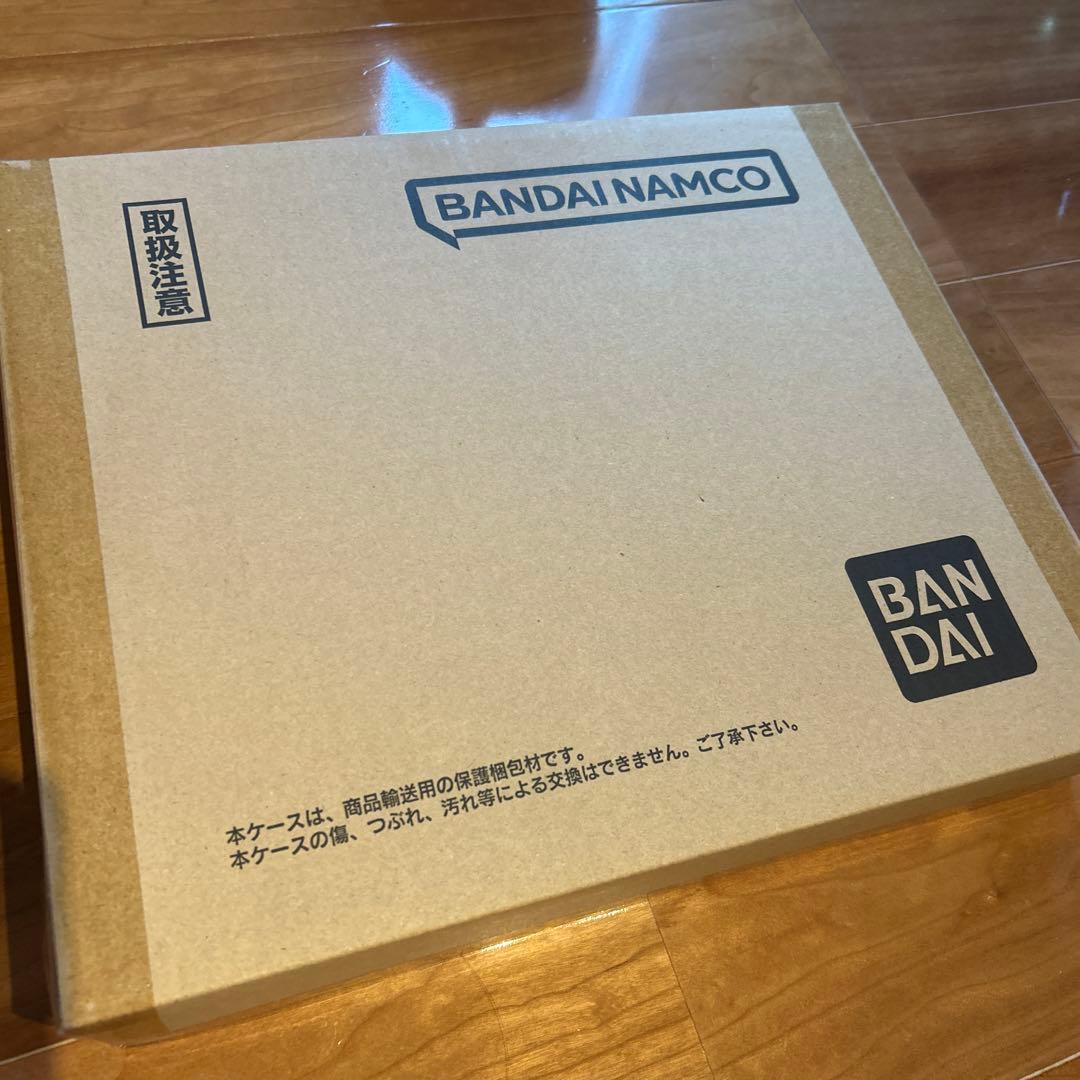 取扱注意
BANDAI NAMCO
BAN
DAI
本ケースは、商品輸送用の保護梱包材です。
本ケースの傷、つぶれ、汚れ等による交換はできません。ご了承下さい。